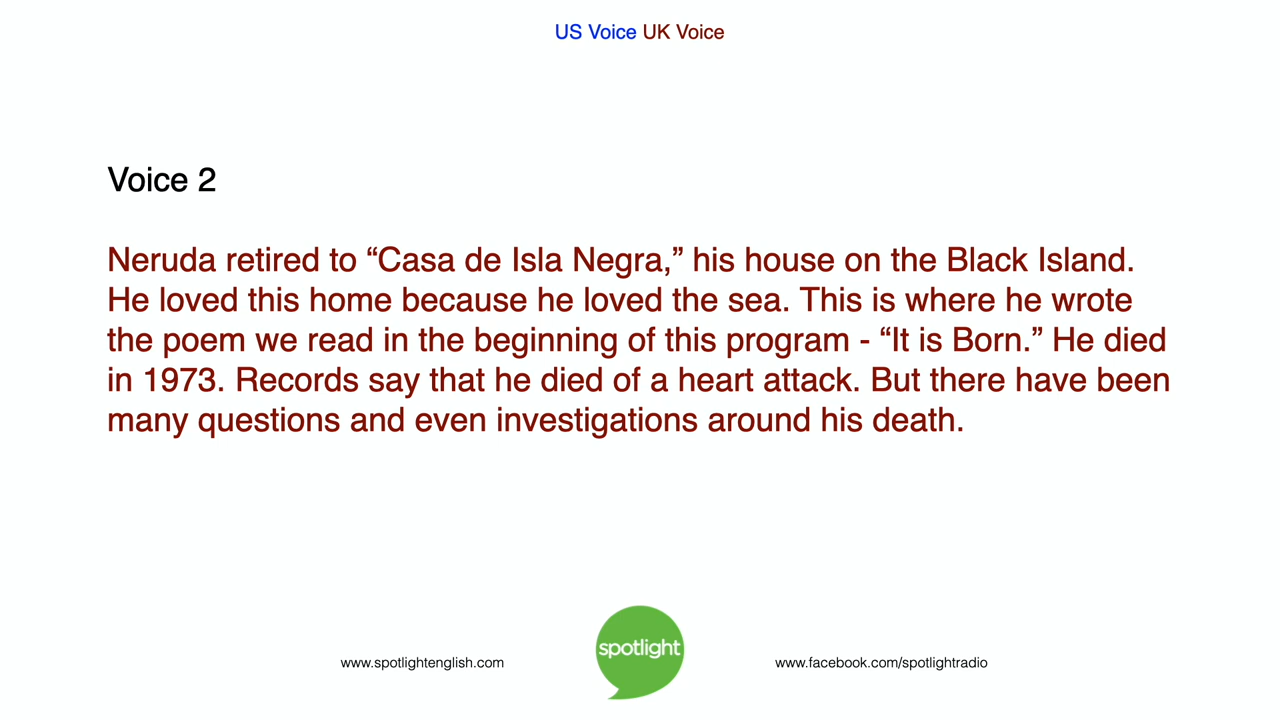 US Voice UK Voice
Voice 2
Neruda retired to “Casa de Isla Negra,” his house on the Black Island.
He loved this home because he loved the sea. This is where he wrote
the poem we read in the beginning of this program - “It is Born.” He died
in 1973. Records say that he died of a heart attack. But there have been
many questions and even investigations around his death.
spotlight
www.spotlightenglish.com
www.facebook.com/spotlightradio